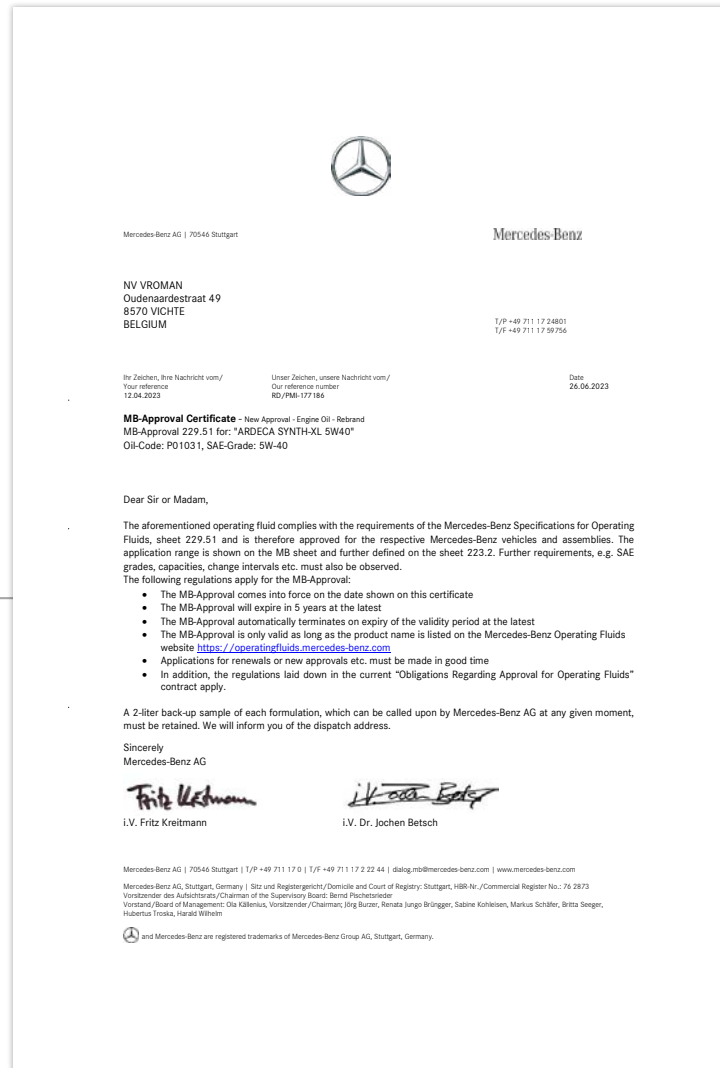 Mercedes-Benz AG | 70546 Stuttgart
Mercedes-Benz
NV VROMAN
Oudenaardestraat 49
8570 VICHTE
BELGIUM
T/P +49 711 17 24801
T/F +49 711 17 59756
Ihr Zeichen, Ihre Nachricht vom/
Your reference
12.04.2023
Unser Zeichen, unsere Nachricht vom/
Our reference number
RD/PMI-177186
Date
26.06.2023
MB-Approval Certificate - New Approval - Engine Oil - Rebrand
MB-Approval 229.51 for: "ARDECA SYNTH-XL 5W40"
Oil-Code: P01031, SAE-Grade: 5W-40
Dear Sir or Madam,
The aforementioned operating fluid complies with the requirements of the Mercedes-Benz Specifications for Operating
Fluids, sheet 229.51 and is therefore approved for the respective Mercedes-Benz vehicles and assemblies. The
application range is shown on the MB sheet and further defined on the sheet 223.2. Further requirements, e.g. SAE
grades, capacities, change intervals etc. must also be observed.
The following regulations apply for the MB-Approval:
• The MB-Approval comes into force on the date shown on this certificate
• The MB-Approval will expire in 5 years at the latest
• The MB-Approval automatically terminates on expiry of the validity period at the latest
• The MB-Approval is only valid as long as the product name is listed on the Mercedes-Benz Operating Fluids
website https://operatingfluids.mercedes-benz.com
• Applications for renewals or new approvals etc. must be made in good time
• In addition, the regulations laid down in the current “Obligations Regarding Approval for Operating Fluids”
contract apply.
A 2-liter back-up sample of each formulation, which can be called upon by Mercedes-Benz AG at any given moment,
must be retained. We will inform you of the dispatch address.
Sincerely
Mercedes-Benz AG
Fritz Kreitmann
i.V. Jochen Betsch
i.V. Fritz Kreitmann
i.V. Dr. Jochen Betsch
Mercedes-Benz AG | 70546 Stuttgart | T/P +49 711 17 0 | T/F +49 711 17 2 22 44 | dialog.mb@mercedes-benz.com | www.mercedes-benz.com
Mercedes-Benz AG, Stuttgart, Germany | Sitz und Registergericht/Domicile and Court of Registry: Stuttgart, HBR-Nr./Commercial Register No.: 76 2873
Vorsitzender des Aufsichtsrats/Chairman of the Supervisory Board: Bernd Pischetsrieder
Vorstand/Board of Management: Ola Källenius, Vorsitzender/Chairman; Jörg Burzer, Renata Jungo Brüngger, Sabine Kohleisen, Markus Schäfer, Britta Seeger,
Hubertus Troska, Harald Wilhelm
and Mercedes-Benz are registered trademarks of Mercedes-Benz Group AG, Stuttgart, Germany.